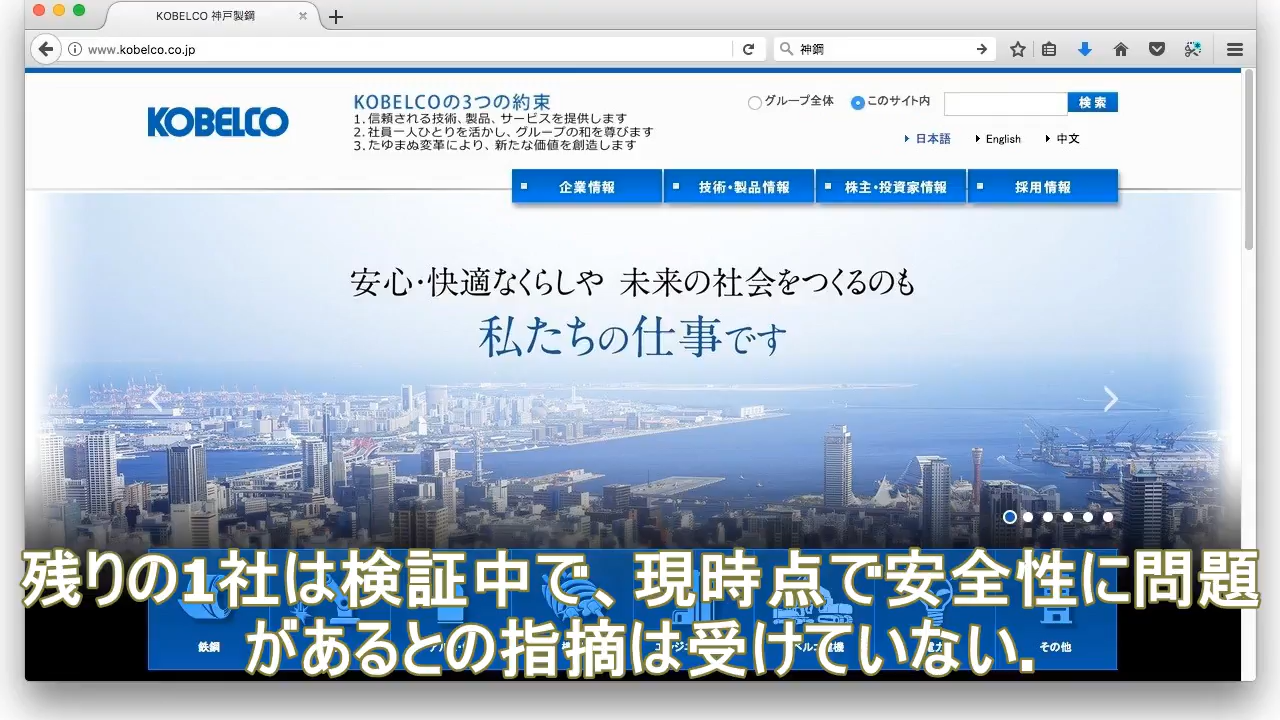 KOBELCO 神戸製鋼
www.kobelco.co.jp
神鋼
KOBELCO
KOBELCOの3つの約束
1.信頼される技術、製品、サービスを提供します
2.社員一人ひとりを活かし、グループの和を尊びます
3.たゆまぬ変革により、新たな価値を創造します
グループ全体 このサイト内 検索
日本語 English 中文
企業情報 技術・製品情報 株主・投資家情報 採用情報
安心・快適なくらしや 未来の社会をつくるのも
私たちの仕事です
残りの1社は検証中で、現時点で安全性に問題
があるとの指摘は受けていない.
鉄鋼 その他